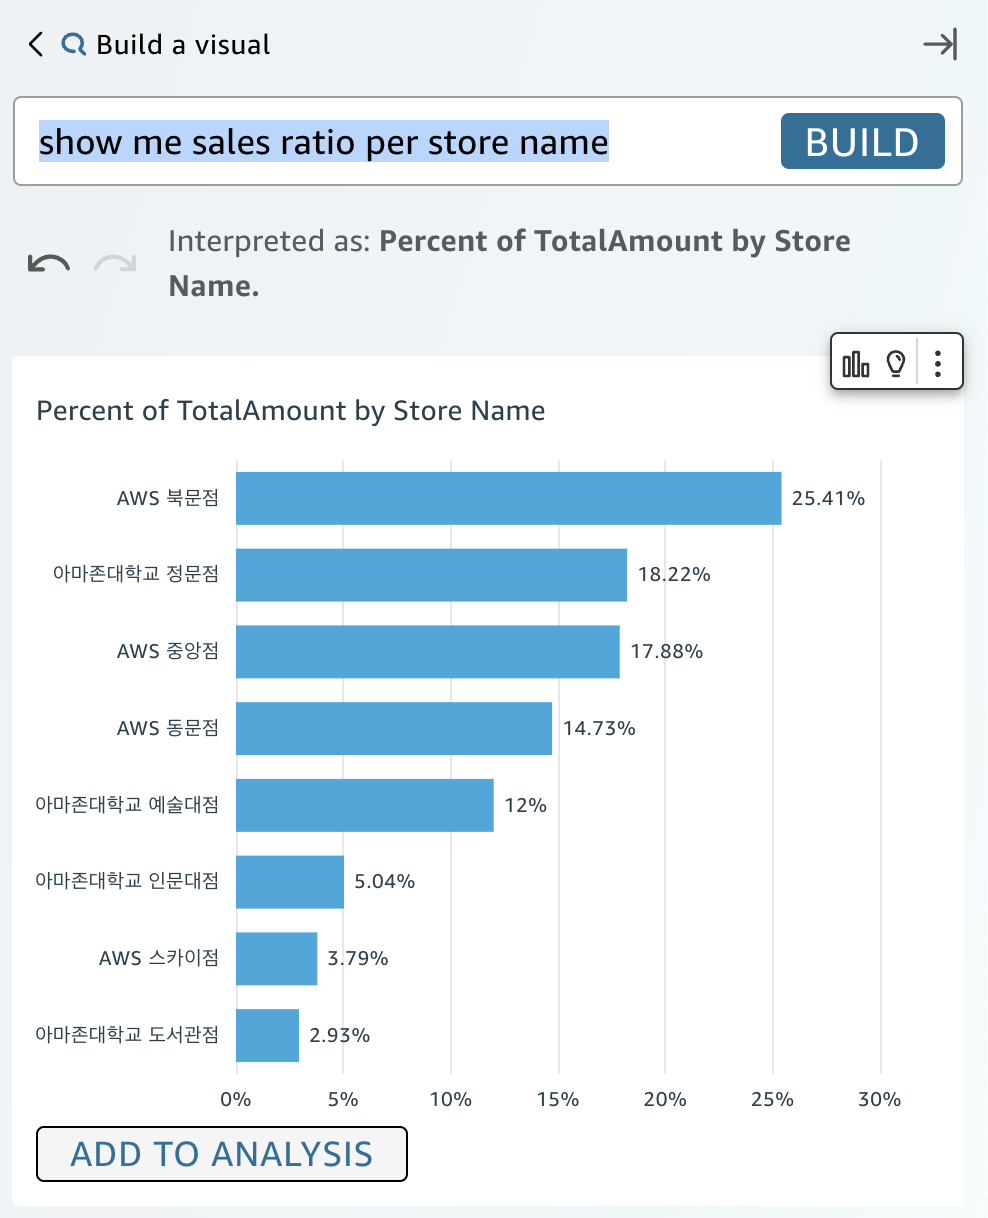 Build a visual
show me sales ratio per store name
BUILD
Interpreted as: Percent of TotalAmount by Store
Name.
Percent of TotalAmount by Store Name
AWS 북문점
25.41%
아마존대학교 정문점
18.22%
AWS 중앙점
17.88%
AWS 동문점
14.73%
아마존대학교 예술대점
12%
아마존대학교 인문대점
5.04%
AWS 스카이점
3.79%
아마존대학교 도서관점
2.93%
0% 5% 10% 15% 20% 25% 30%
ADD TO ANALYSIS